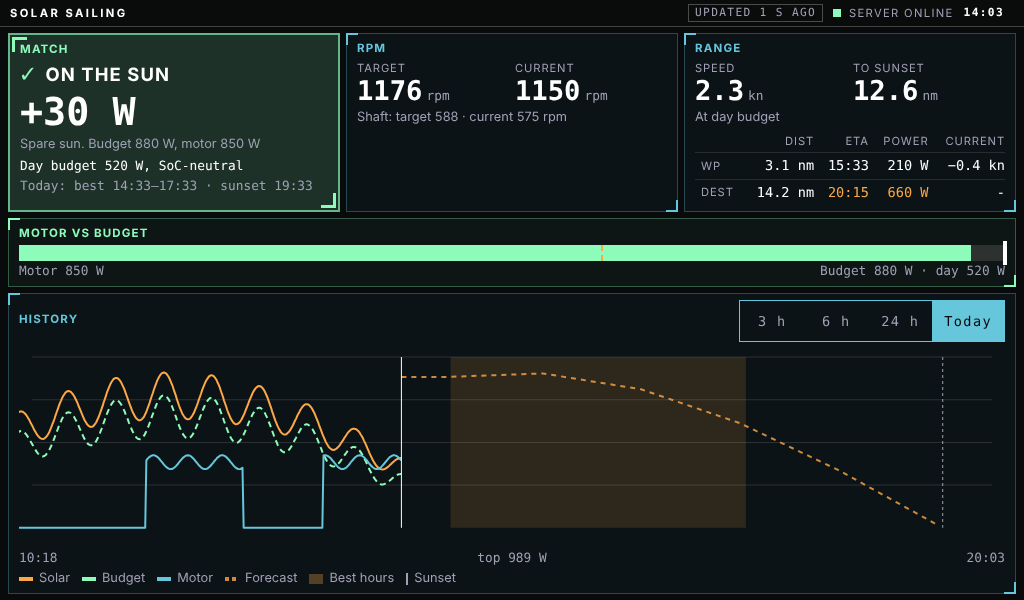 SOLAR SAILING
UPDATED 1 S AGO
SERVER ONLINE 14:03
MATCH
✓ ON THE SUN
+30 W
Spare sun. Budget 880 W, motor 850 W
Day budget 520 W, SoC-neutral
Today: best 14:33–17:33 · sunset 19:33
RPM
TARGET CURRENT
1176 rpm 1150 rpm
Shaft: target 588 · current 575 rpm
RANGE
SPEED TO SUNSET
2.3 kn 12.6 nm
At day budget
DIST ETA POWER CURRENT
WP 3.1 nm 15:33 210 W −0.4 kn
DEST 14.2 nm 20:15 660 W -
MOTOR VS BUDGET
Motor 850 W Budget 880 W · day 520 W
HISTORY
3 h 6 h 24 h Today
10:18 top 989 W 20:03
Solar Budget Motor Forecast Best hours Sunset